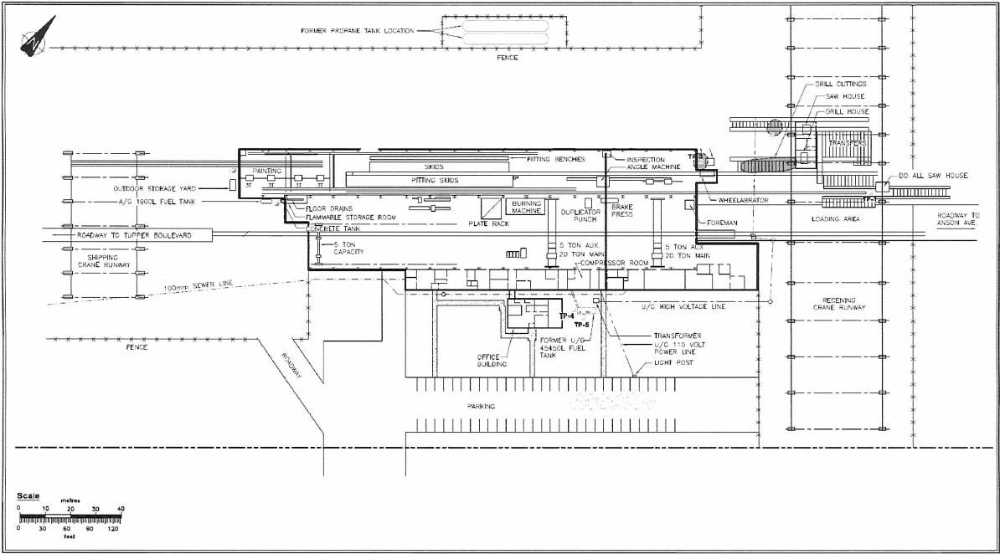 N
FORMER PROPANE TANK LOCATION
FENCE
DRILL CUTTINGS
SAW HOUSE
DRILL HOUSE
TRANSFERS
FITTING BENCHES
INSPECTION
ANGLE MACHINE
SKIDS
PAINTING
PITTING SKIDS
3T
3T
3T
DO ALL SAW HOUSE
OUTDOOR STORAGE YARD
A/G 1900L FUEL TANK
FLOOR DRAINS
FLAMMABLE STORAGE ROOM
CONCRETE TANK
BURNING
MACHINE
PLATE RACK
DUPLICATOR
PUNCH
BRAKE
PRESS
WHEELABRATOR
FOREMAN
LOADING AREA
ROADWAY TO
ANSON AVE.
ROADWAY TO TUPPER BOULEVARD
5 TON
CAPACITY
5 TON AUX.
20 TON MAIN
5 TON AUX
20 TON MAIN
COMPRESSOR ROOM
SHIPPING
CRANE RUNWAY
100mm SEWER LINE
RECEIVING
CRANE RUNWAY
U/G HIGH VOLTAGE LINE
TP-4
TP-5
TRANSFORMER
U/G 110 VOLT
POWER LINE
FORMER U/G
45450L FUEL
TANK
OFFICE
BUILDING
LIGHT POST
FENCE
ROADWAY
PARKING
Scale
metres
0 10 20 30 40
0 30 60 90 120
feet